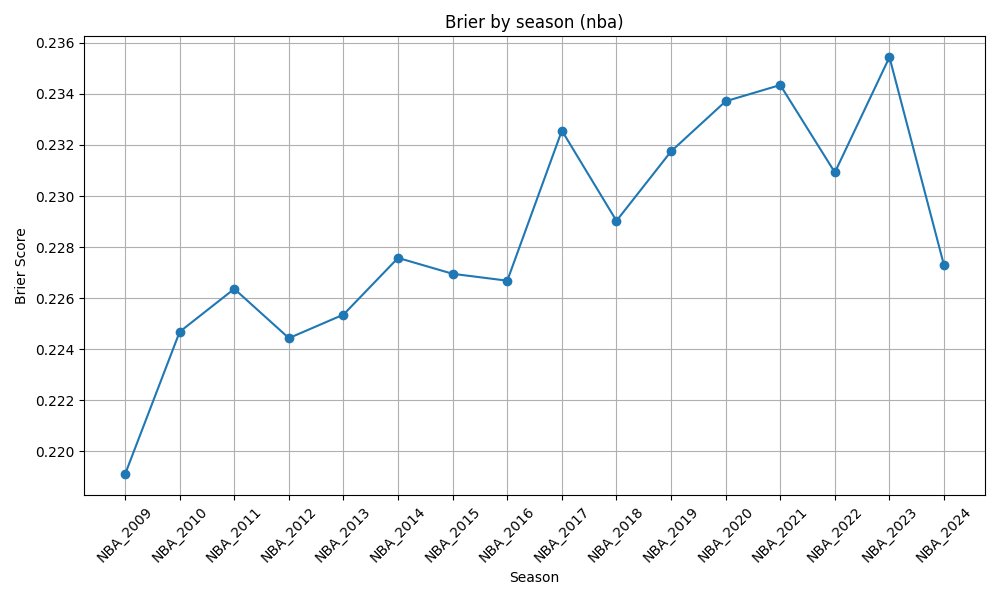 Brier by season (nba)
Brier Score
0.236
0.234
0.232
0.230
0.228
0.226
0.224
0.222
0.220
NBA_2009
NBA_2010
NBA_2011
NBA_2012
NBA_2013
NBA_2014
NBA_2015
NBA_2016
NBA_2017
NBA_2018
NBA_2019
NBA_2020
NBA_2021
NBA_2022
NBA_2023
NBA_2024
Season